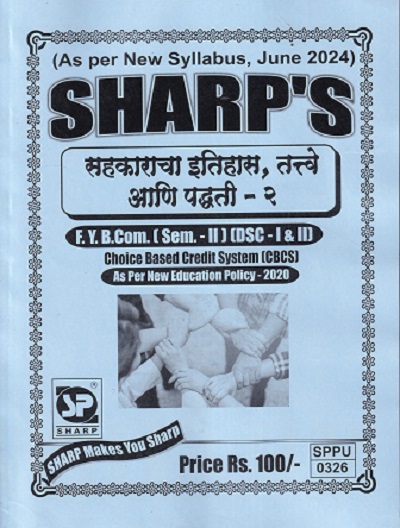 (As per New Syllabus, June 2024)
SHARP'S
सहकाराचा इतिहास, तत्त्वे
आणि पद्धती - २
F. Y. B.Com. ( Sem. - II ) (DSC - I & II)
Choice Based Credit System (CBCS)
As Per New Education Policy - 2020
SP
®
SHARP
SHARP Makes You Sharp
Price Rs. 100/-
SPPU
0326